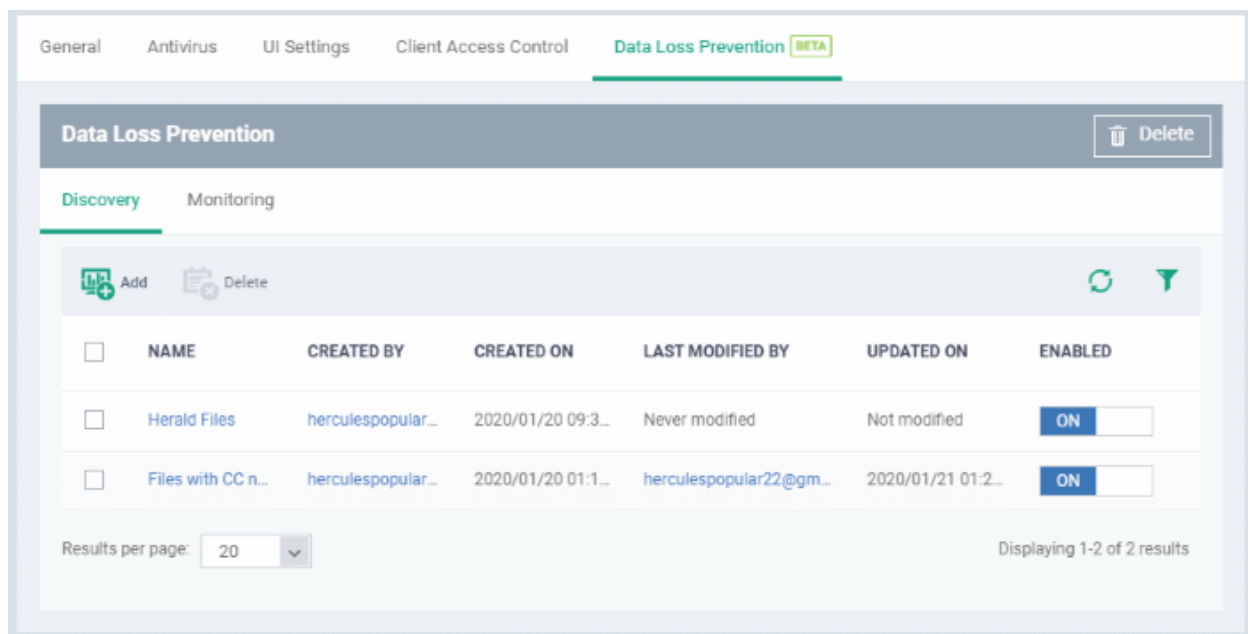 General Antivirus UI Settings Client Access Control Data Loss Prevention BETA
Data Loss Prevention Delete
Discovery Monitoring
Add Delete
NAME CREATED BY CREATED ON LAST MODIFIED BY UPDATED ON ENABLED
Herald Files herculespopular... 2020/01/20 09:3... Never modified Not modified ON
Files with CC n... herculespopular... 2020/01/20 01:1... herculespopular22@gm... 2020/01/21 01:2... ON
Results per page: 20 Displaying 1-2 of 2 results